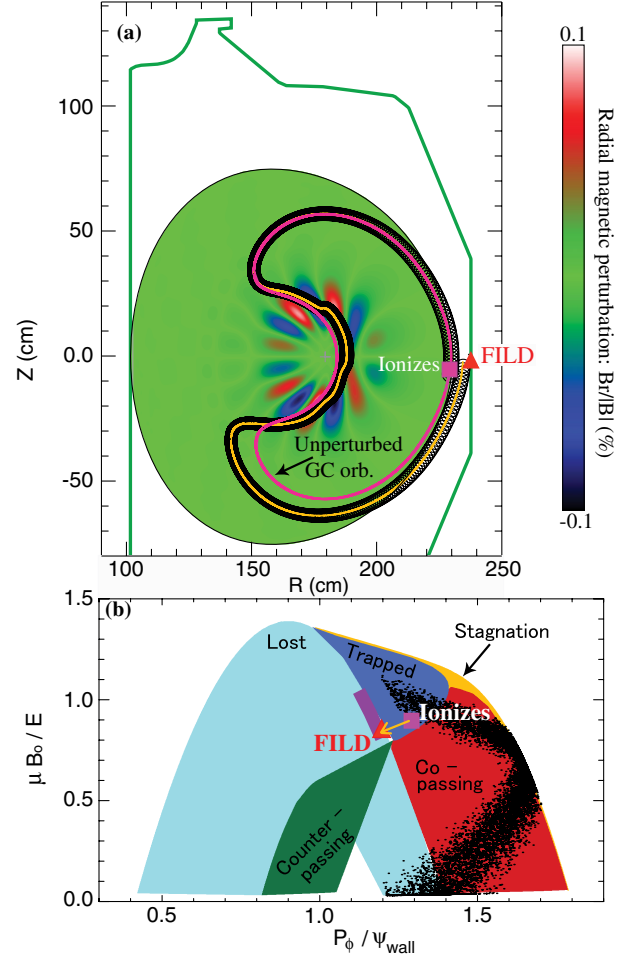 (a)
0.1
100
50
0.0
-50
Z (cm)
Ionizes
FILD
Unperturbed
GC orb.
Radial magnetic perturbation: Br/|B| (%)
-0.1
100
150
200
250
R (cm)
(b)
1.5
1.0
0.5
0.0
μ B₀ / E
Lost
Trapped
Stagnation
Ionizes
FILD
Co -
passing
Counter -
passing
0.5
1.0
1.5
P_ϕ / ψ_wall